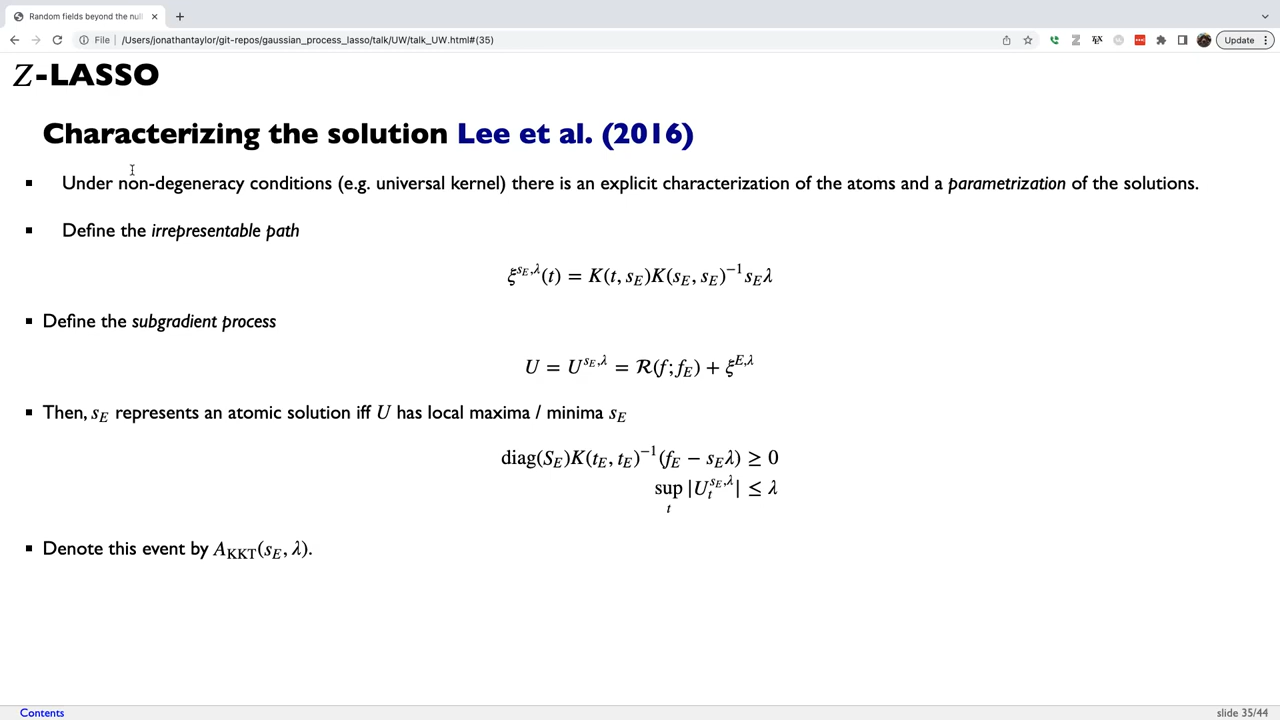 Random fields beyond the nul
File
/Users/jonathantaylor/git-repos/gaussian_process_lasso/talk/UW/talk_UW.html#(35)
Update
Z-LASSO
Characterizing the solution Lee et al. (2016)
▪ Under non-degeneracy conditions (e.g. universal kernel) there is an explicit characterization of the atoms and a parametrization of the solutions.
▪ Define the irrepresentable path
ξ^{s_E,λ}(t) = K(t, s_E)K(s_E, s_E)^{−1}s_Eλ
▪ Define the subgradient process
U = U^{s_E,λ} = R(f; f_E) + ξ^{E,λ}
▪ Then, s_E represents an atomic solution iff U has local maxima / minima s_E
diag(S_E)K(t_E, t_E)^{−1}(f_E − s_Eλ) ≥ 0
sup_t |U_t^{s_E,λ}| ≤ λ
▪ Denote this event by A_{KKT}(s_E, λ).
Contents
slide 35/44